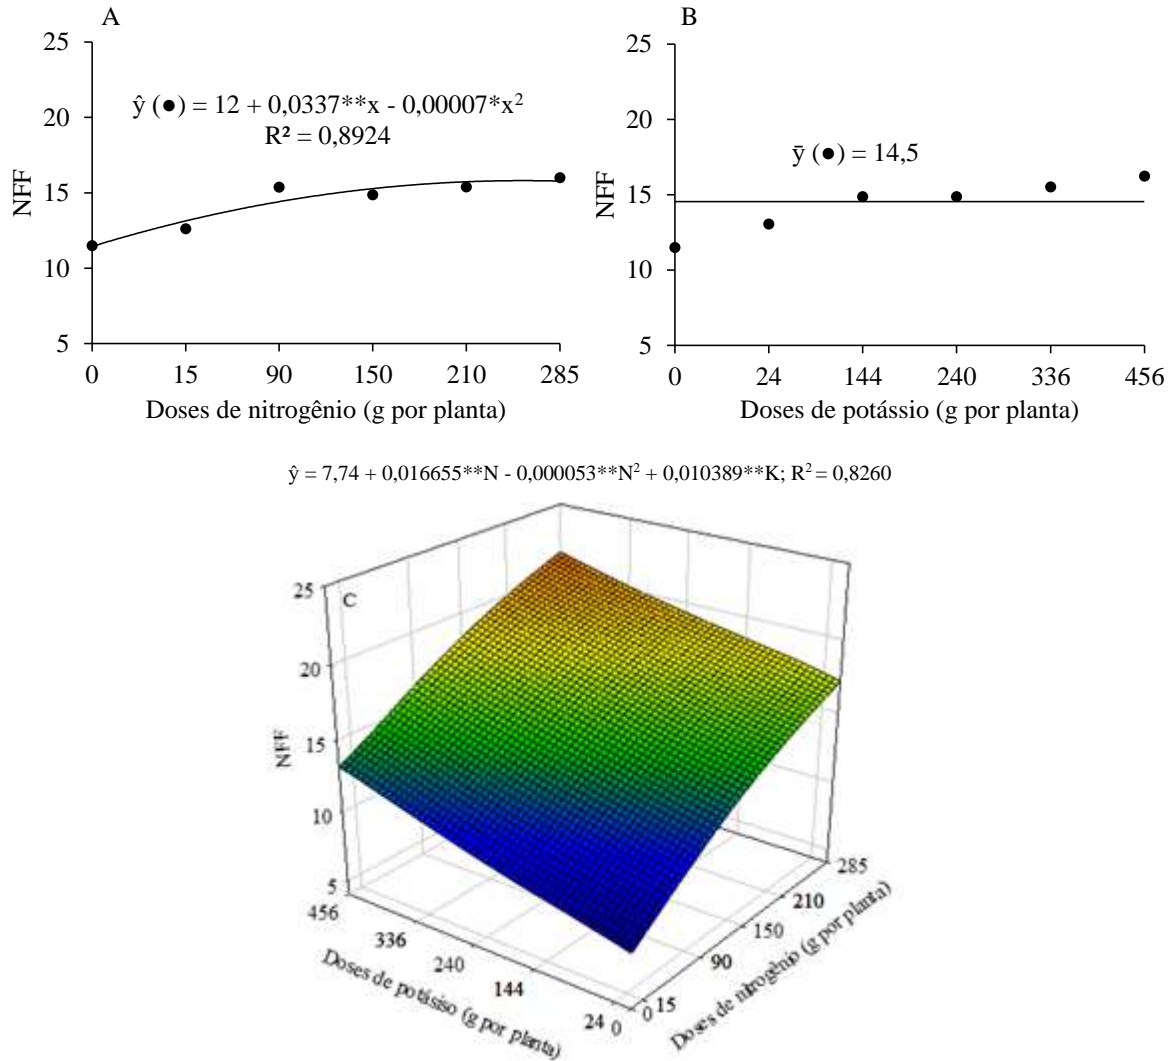 A
25
20
15
10
5
NFF
ŷ (●) = 12 + 0,0337**x - 0,00007*x²
R² = 0,8924
0 15 90 150 210 285
Doses de nitrogênio (g por planta)
B
25
20
15
10
5
NFF
ȳ (●) = 14,5
0 24 144 240 336 456
Doses de potássio (g por planta)
ŷ = 7,74 + 0,016655**N - 0,000053**N² + 0,010389**K; R² = 0,8260
C
25
20
15
10
5
NFF
456 336 240 144 24 0
Doses de potásiso (g por planta)
0 15 90 150 210 285
Doses de nitrogênio (g por planta)